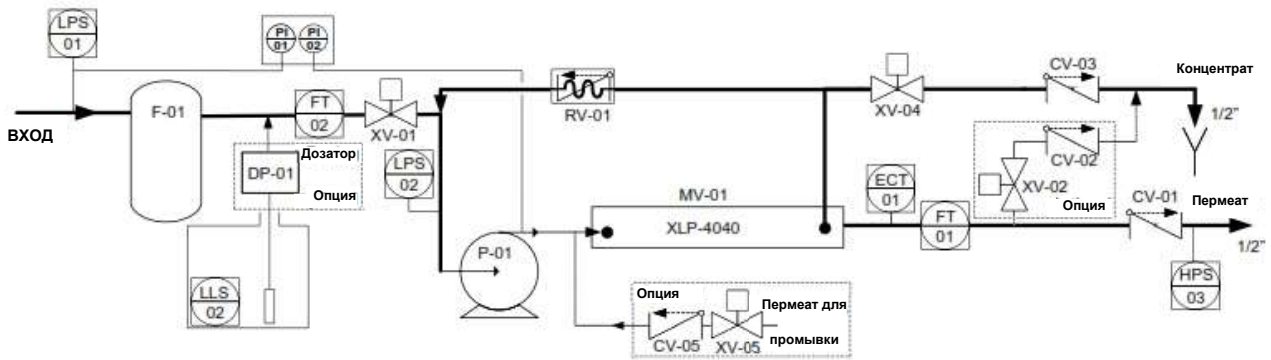 LPS
01
PI
01
PI
02
ВХОД
F-01
FT
02
XV-01
RV-01
XV-04
CV-03
Концентрат
1/2”
Дозатор
DP-01
Опция
LPS
02
LLS
02
P-01
MV-01
XLP-4040
ECT
01
FT
01
XV-02
CV-02
Опция
CV-01
Пермеат
1/2”
HPS
03
Опция
Пермеат для
промывки
CV-05
XV-05